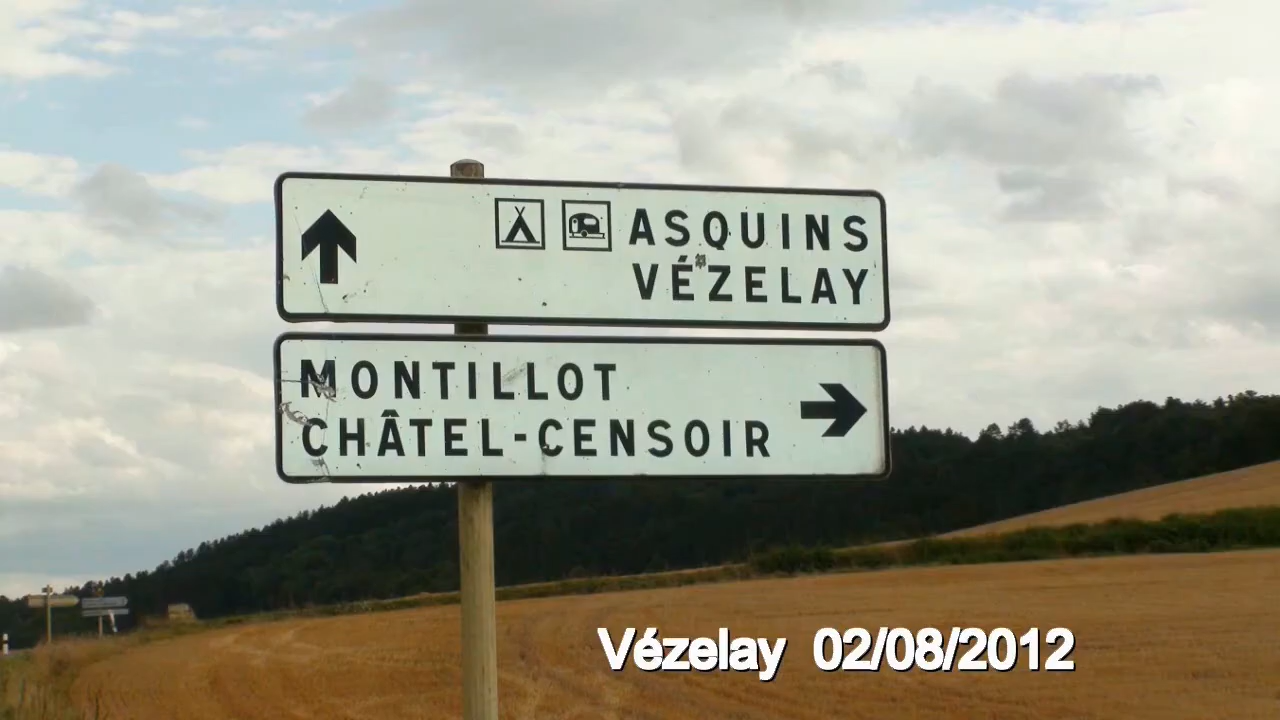 ASQUINS
VÉZELAY
MONTILLOT
CHÂTEL-CENSOIR
Vézelay 02/08/2012